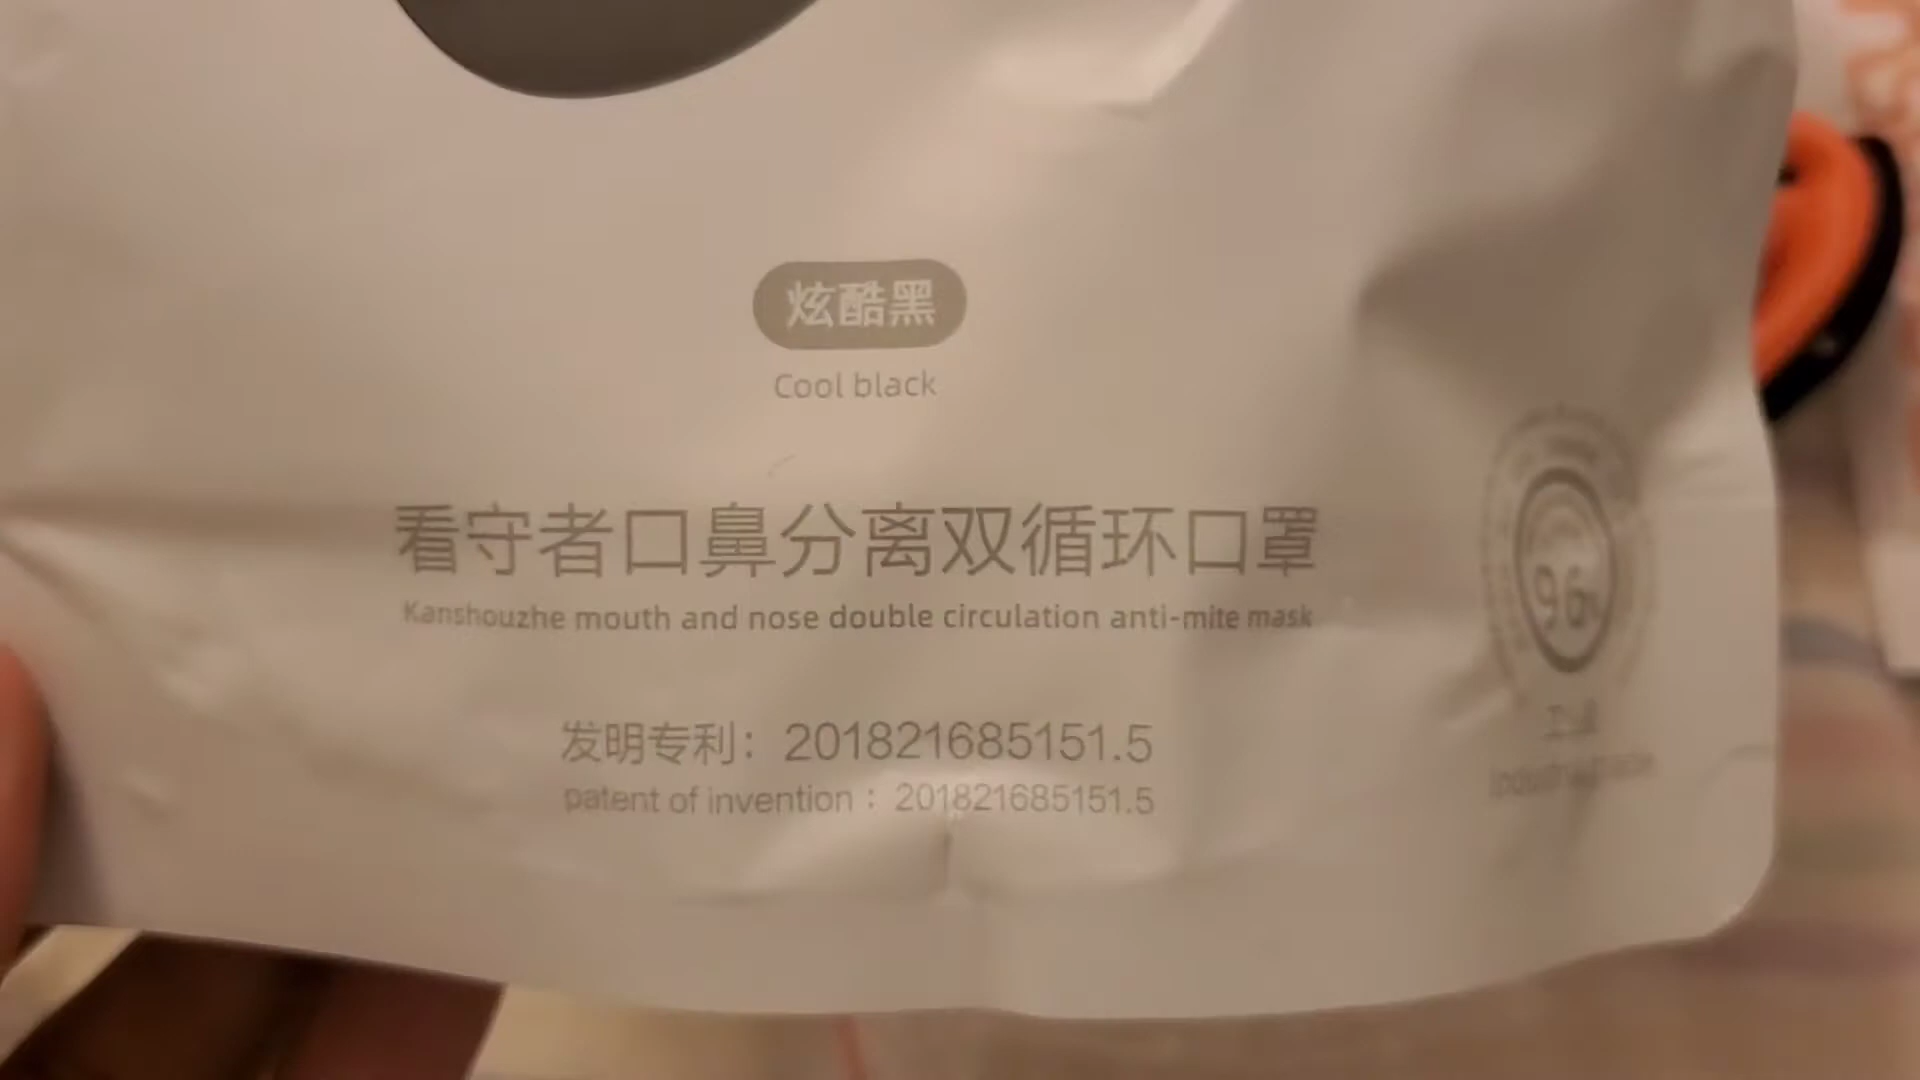 炫酷黑
Cool black
看守者口鼻分离双循环口罩
Kanshouzhe mouth and nose double circulation anti-mite mask
发明专利：201821685151.5
patent of invention：201821685151.5
96